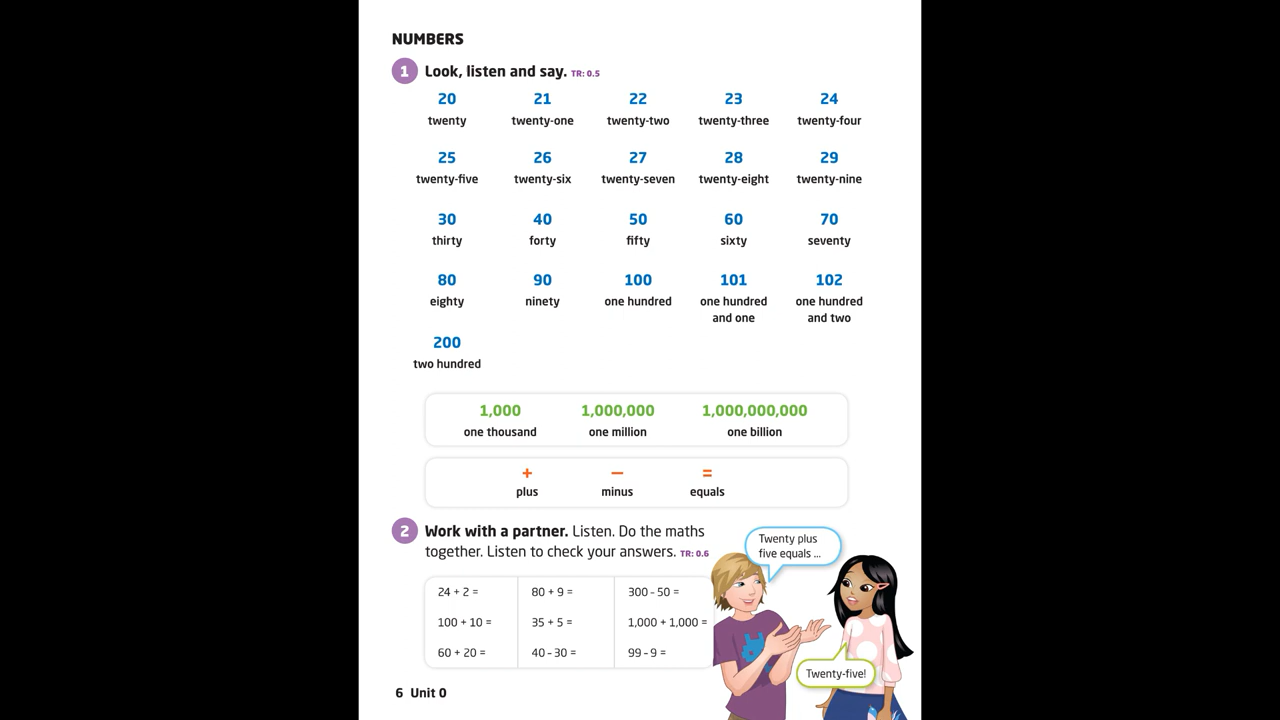 NUMBERS
1 Look, listen and say. TR: 0.5
20 21 22 23 24
twenty twenty-one twenty-two twenty-three twenty-four
25 26 27 28 29
twenty-five twenty-six twenty-seven twenty-eight twenty-nine
30 40 50 60 70
thirty forty fifty sixty seventy
80 90 100 101 102
eighty ninety one hundred one hundred one hundred
and one and two
200
two hundred
1,000 1,000,000 1,000,000,000
one thousand one million one billion
+ − =
plus minus equals
2 Work with a partner. Listen. Do the maths
together. Listen to check your answers. TR: 0.6
Twenty plus
five equals ...
24 + 2 = 80 + 9 = 300 – 50 =
100 + 10 = 35 + 5 = 1,000 + 1,000 =
60 + 20 = 40 – 30 = 99 – 9 =
Twenty-five!
6 Unit 0